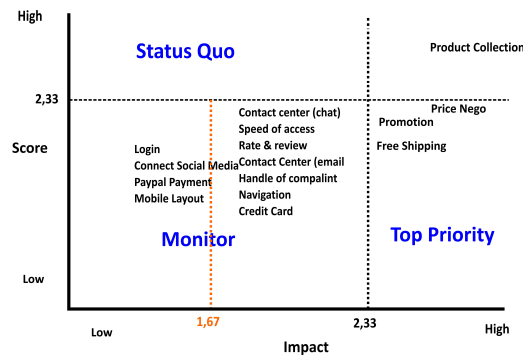 High
Status Quo
Product Collection
2,33
Price Nego
Promotion
Free Shipping
Contact center (chat)
Speed of access
Rate & review
Contact Center (email
Handle of compalint
Navigation
Credit Card
Score
Login
Connect Social Media
Paypal Payment
Mobile Layout
Monitor
Top Priority
Low
1,67
2,33
Low
High
Impact